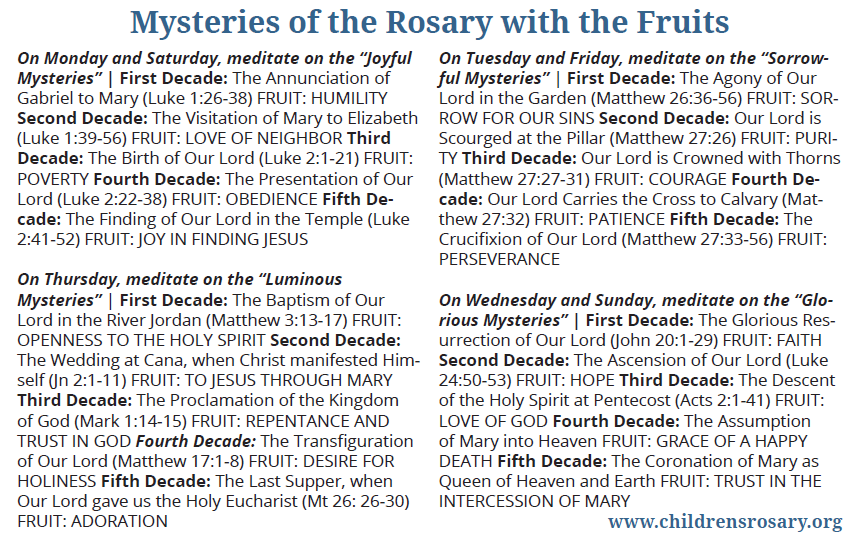 Mysteries of the Rosary with the Fruits
On Monday and Saturday, meditate on the “Joyful
Mysteries” | First Decade: The Annunciation of
Gabriel to Mary (Luke 1:26-38) FRUIT: HUMILITY
Second Decade: The Visitation of Mary to Elizabeth
(Luke 1:39-56) FRUIT: LOVE OF NEIGHBOR Third
Decade: The Birth of Our Lord (Luke 2:1-21) FRUIT:
POVERTY Fourth Decade: The Presentation of Our
Lord (Luke 2:22-38) FRUIT: OBEDIENCE Fifth De-
cade: The Finding of Our Lord in the Temple (Luke
2:41-52) FRUIT: JOY IN FINDING JESUS
On Thursday, meditate on the “Luminous
Mysteries” | First Decade: The Baptism of Our
Lord in the River Jordan (Matthew 3:13-17) FRUIT:
OPENNESS TO THE HOLY SPIRIT Second Decade:
The Wedding at Cana, when Christ manifested Him-
self (Jn 2:1-11) FRUIT: TO JESUS THROUGH MARY
Third Decade: The Proclamation of the Kingdom
of God (Mark 1:14-15) FRUIT: REPENTANCE AND
TRUST IN GOD Fourth Decade: The Transfiguration
of Our Lord (Matthew 17:1-8) FRUIT: DESIRE FOR
HOLINESS Fifth Decade: The Last Supper, when
Our Lord gave us the Holy Eucharist (Mt 26: 26-30)
FRUIT: ADORATION
On Tuesday and Friday, meditate on the “Sorrow-
ful Mysteries” | First Decade: The Agony of Our
Lord in the Garden (Matthew 26:36-56) FRUIT: SOR-
ROW FOR OUR SINS Second Decade: Our Lord is
Scourged at the Pillar (Matthew 27:26) FRUIT: PURI-
TY Third Decade: Our Lord is Crowned with Thorns
(Matthew 27:27-31) FRUIT: COURAGE Fourth De-
cade: Our Lord Carries the Cross to Calvary (Mat-
thew 27:32) FRUIT: PATIENCE Fifth Decade: The
Crucifixion of Our Lord (Matthew 27:33-56) FRUIT:
PERSEVERANCE
On Wednesday and Sunday, meditate on the “Glo-
rious Mysteries” | First Decade: The Glorious Res-
urrection of Our Lord (John 20:1-29) FRUIT: FAITH
Second Decade: The Ascension of Our Lord (Luke
24:50-53) FRUIT: HOPE Third Decade: The Descent
of the Holy Spirit at Pentecost (Acts 2:1-41) FRUIT:
LOVE OF GOD Fourth Decade: The Assumption
of Mary into Heaven FRUIT: GRACE OF A HAPPY
DEATH Fifth Decade: The Coronation of Mary as
Queen of Heaven and Earth FRUIT: TRUST IN THE
INTERCESSION OF MARY
www.childrensrosary.org